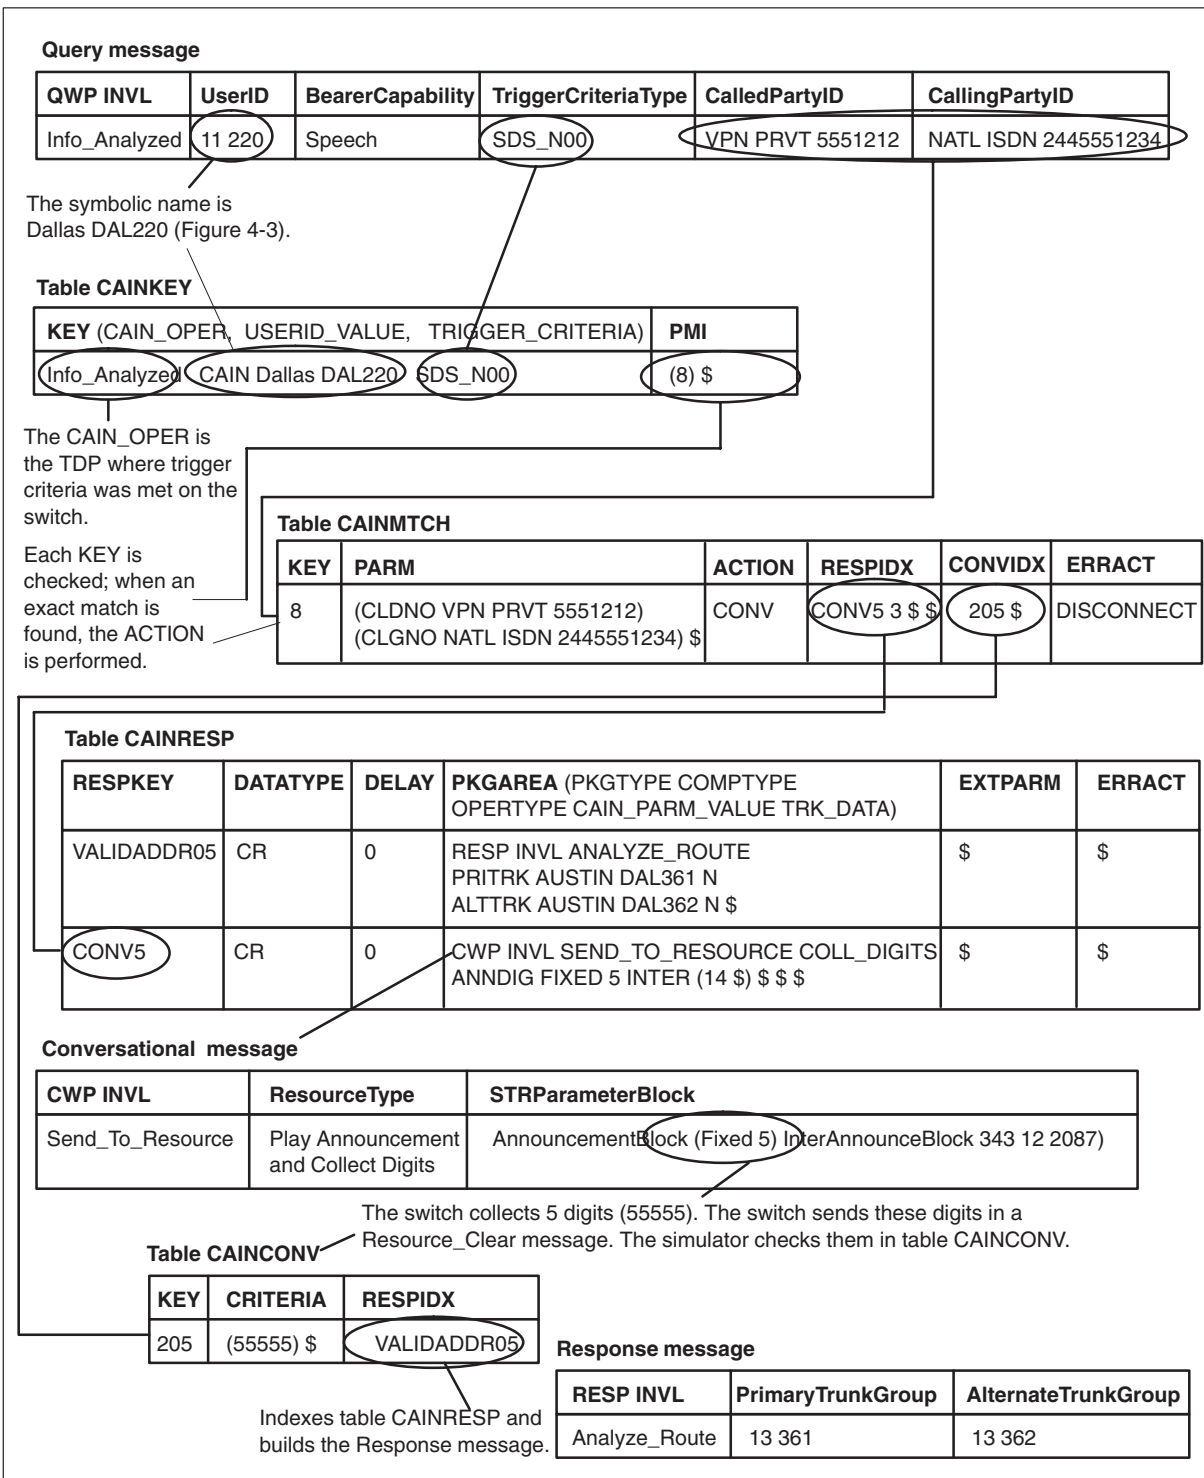 Query message
QWP INVL UserID BearerCapability TriggerCriteriaType CalledPartyID CallingPartyID
Info_Analyzed 11 220 Speech SDS_N00 VPN PRVT 5551212 NATL ISDN 2445551234
The symbolic name is
Dallas DAL220 (Figure 4-3).
Table CAINKEY
KEY (CAIN_OPER, USERID_VALUE, TRIGGER_CRITERIA) PMI
Info_Analyzed CAIN Dallas DAL220 SDS_N00 (8) $
The CAIN_OPER is
the TDP where trigger
criteria was met on the
switch.
Each KEY is
checked; when an
exact match is
found, the ACTION
is performed.
Table CAINMTCH
KEY PARM ACTION RESPIDX CONVIDX ERRACT
8 (CLDNO VPN PRVT 5551212) CONV CONV5 3 $ $ 205 $ DISCONNECT
(CLGNO NATL ISDN 2445551234) $
Table CAINRESP
RESPKEY DATATYPE DELAY PKGAREA (PKGTYPE COMPTYPE EXTPARM ERRACT
OPERTYPE CAIN_PARM_VALUE TRK_DATA)
VALIDADDR05 CR 0 RESP INVL ANALYZE_ROUTE $ $
PRITRK AUSTIN DAL361 N
ALTTRK AUSTIN DAL362 N $
CONV5 CR 0 CWP INVL SEND_TO_RESOURCE COLL_DIGITS $ $
ANNDIG FIXED 5 INTER (14 $) $ $ $
Conversational message
CWP INVL ResourceType STRParameterBlock
Send_To_Resource Play Announcement AnnouncementBlock (Fixed 5) InterAnnounceBlock 343 12 2087)
and Collect Digits
The switch collects 5 digits (55555). The switch sends these digits in a
Resource_Clear message. The simulator checks them in table CAINCONV.
Table CAINCONV
KEY CRITERIA RESPIDX
205 (55555) $ VALIDADDR05
Indexes table CAINRESP and
builds the Response message.
Response message
RESP INVL PrimaryTrunkGroup AlternateTrunkGroup
Analyze_Route 13 361 13 362